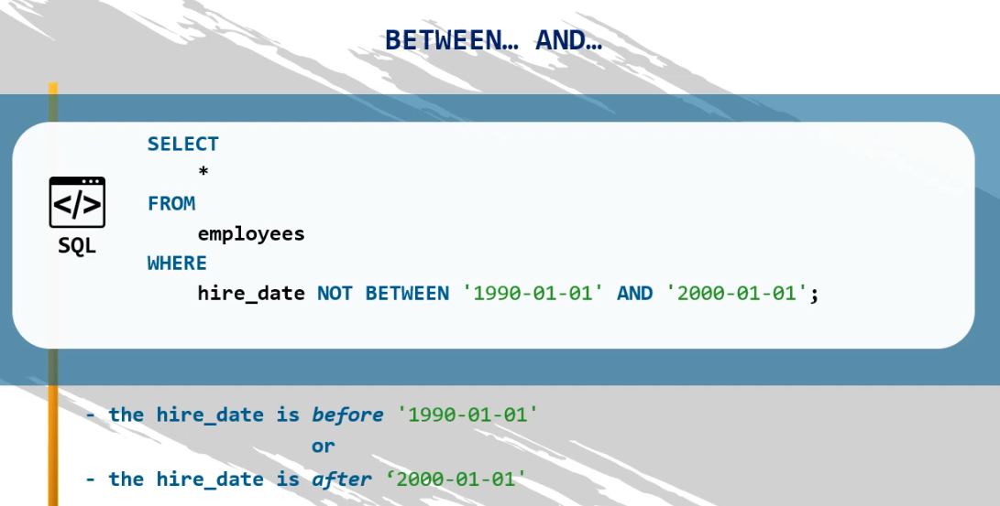 BETWEEN… AND…
SELECT
*
FROM
employees
WHERE
hire_date NOT BETWEEN '1990-01-01' AND '2000-01-01';
</>
SQL
- the hire_date is before '1990-01-01'
or
- the hire_date is after ‘2000-01-01'